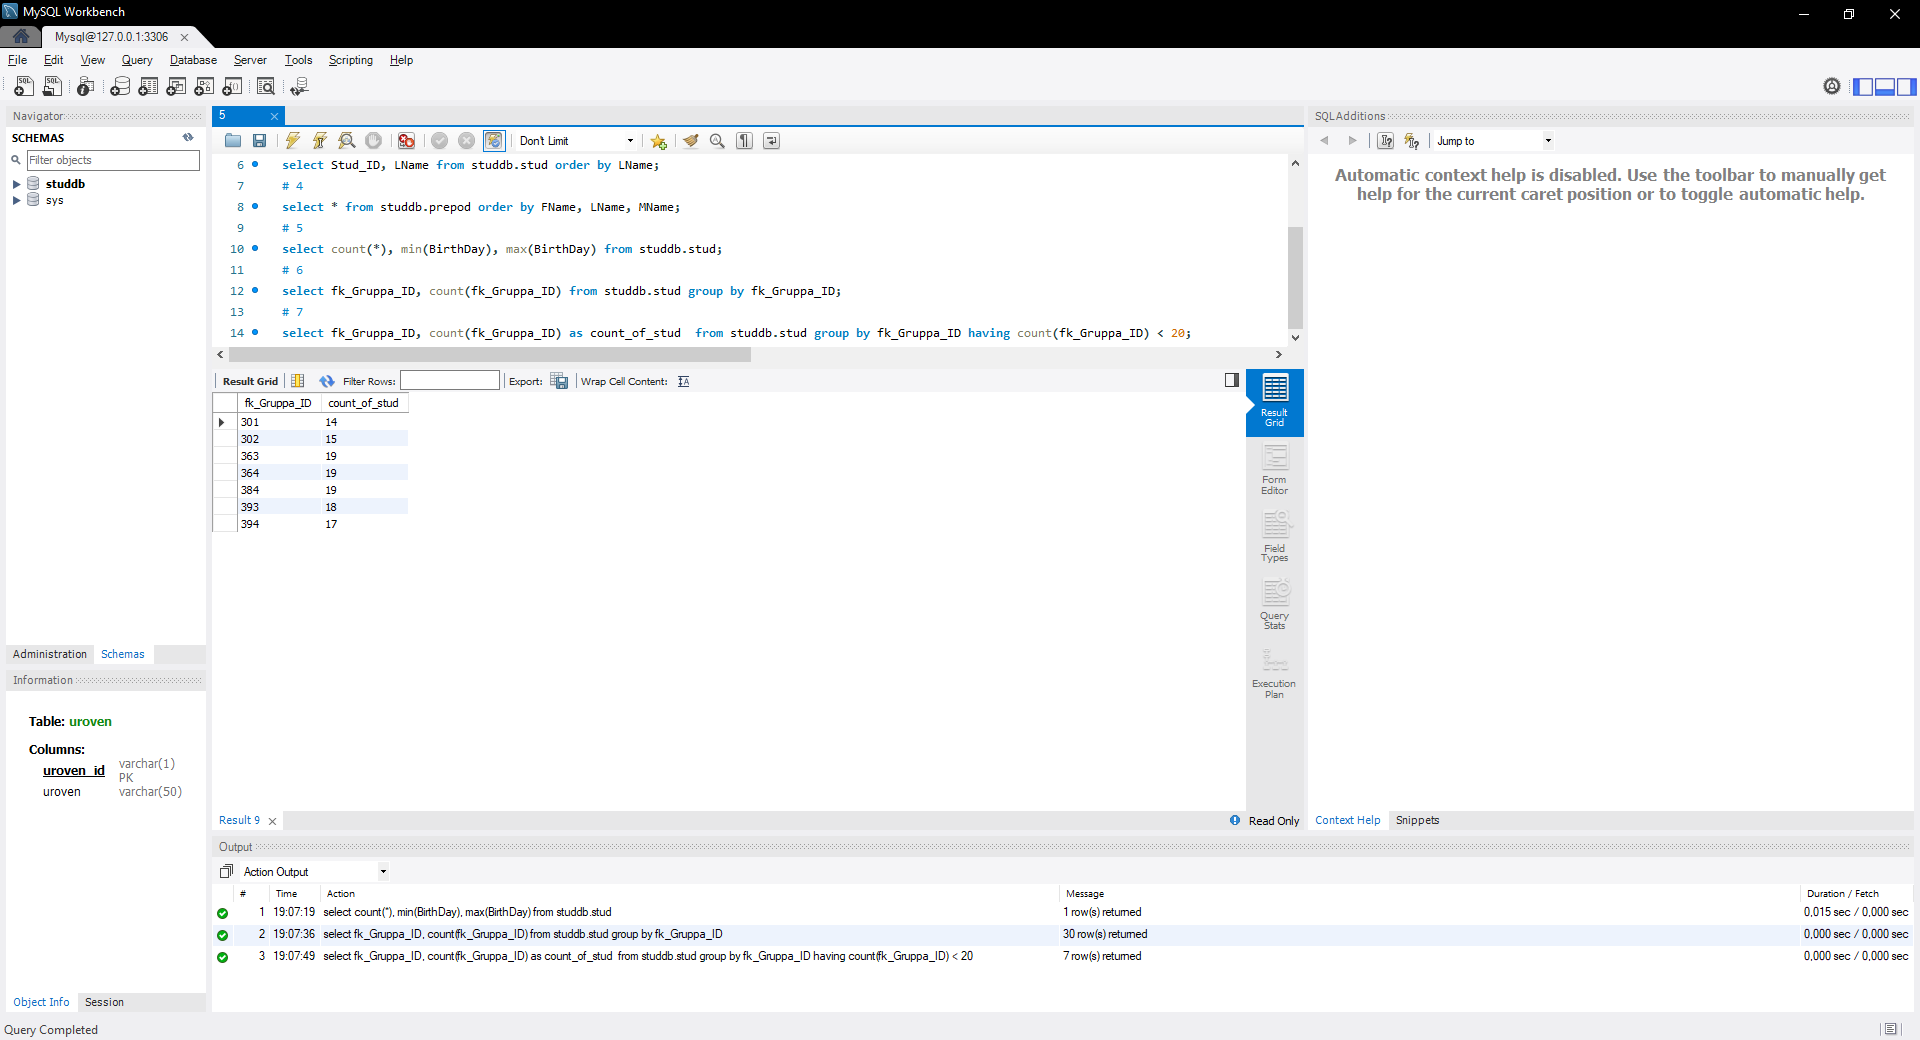 MySQL Workbench
Mysql@127.0.0.1:3306
File Edit View Query Database Server Tools Scripting Help
Navigator
SCHEMAS
Filter objects
studdb
sys
Administration Schemas
Information
Table: uroven
Columns:
uroven_id varchar(1) PK
uroven varchar(50)
Object Info Session
5
Don't Limit
6 select Stud_ID, LName from studdb.stud order by LName;
7 # 4
8 select * from studdb.prepod order by FName, LName, MName;
9 # 5
10 select count(*), min(BirthDay), max(BirthDay) from studdb.stud;
11 # 6
12 select fk_Gruppa_ID, count(fk_Gruppa_ID) from studdb.stud group by fk_Gruppa_ID;
13 # 7
14 select fk_Gruppa_ID, count(fk_Gruppa_ID) as count_of_stud  from studdb.stud group by fk_Gruppa_ID having count(fk_Gruppa_ID) < 20;
Result Grid Filter Rows: Export: Wrap Cell Content:
fk_Gruppa_ID count_of_stud
301 14
302 15
363 19
364 19
384 19
393 18
394 17
Result Grid
Form Editor
Field Types
Query Stats
Execution Plan
Result 9
Read Only
SQLAdditions
Jump to
Automatic context help is disabled. Use the toolbar to manually get
help for the current caret position or to toggle automatic help.
Context Help Snippets
Output
Action Output
# Time Action Message Duration / Fetch
1 19:07:19 select count(*), min(BirthDay), max(BirthDay) from studdb.stud 1 row(s) returned 0,015 sec / 0,000 sec
2 19:07:36 select fk_Gruppa_ID, count(fk_Gruppa_ID) from studdb.stud group by fk_Gruppa_ID 30 row(s) returned 0,000 sec / 0,000 sec
3 19:07:49 select fk_Gruppa_ID, count(fk_Gruppa_ID) as count_of_stud  from studdb.stud group by fk_Gruppa_ID having count(fk_Gruppa_ID) < 20 7 row(s) returned 0,000 sec / 0,000 sec
Query Completed